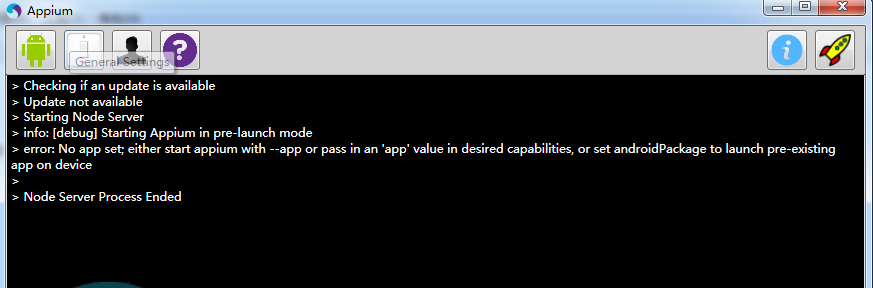 Appium
General Settings
> Checking if an update is available
> Update not available
> Starting Node Server
> info: [debug] Starting Appium in pre-launch mode
> error: No app set; either start appium with --app or pass in an 'app' value in desired capabilities, or set androidPackage to launch pre-existing
app on device
>
> Node Server Process Ended